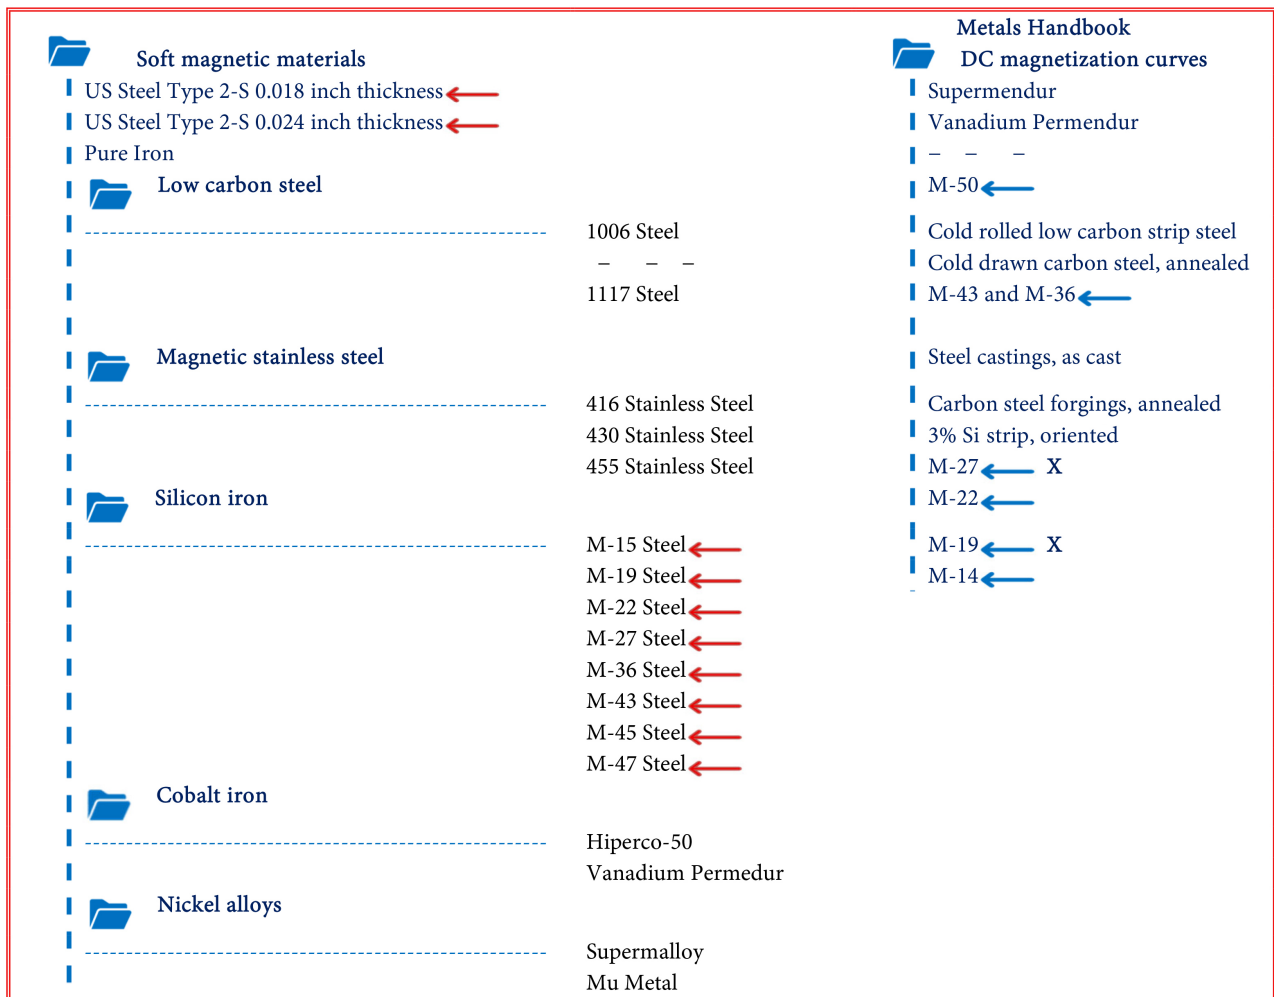 Soft magnetic materials
US Steel Type 2-S 0.018 inch thickness
US Steel Type 2-S 0.024 inch thickness
Pure Iron
Low carbon steel
1006 Steel
– – –
1117 Steel
Magnetic stainless steel
416 Stainless Steel
430 Stainless Steel
455 Stainless Steel
Silicon iron
M-15 Steel
M-19 Steel
M-22 Steel
M-27 Steel
M-36 Steel
M-43 Steel
M-45 Steel
M-47 Steel
Cobalt iron
Hiperco-50
Vanadium Permedur
Nickel alloys
Supermalloy
Mu Metal
Metals Handbook
DC magnetization curves
Supermendur
Vanadium Permendur
– – –
M-50
Cold rolled low carbon strip steel
Cold drawn carbon steel, annealed
M-43 and M-36
Steel castings, as cast
Carbon steel forgings, annealed
3% Si strip, oriented
M-27 X
M-22
M-19 X
M-14